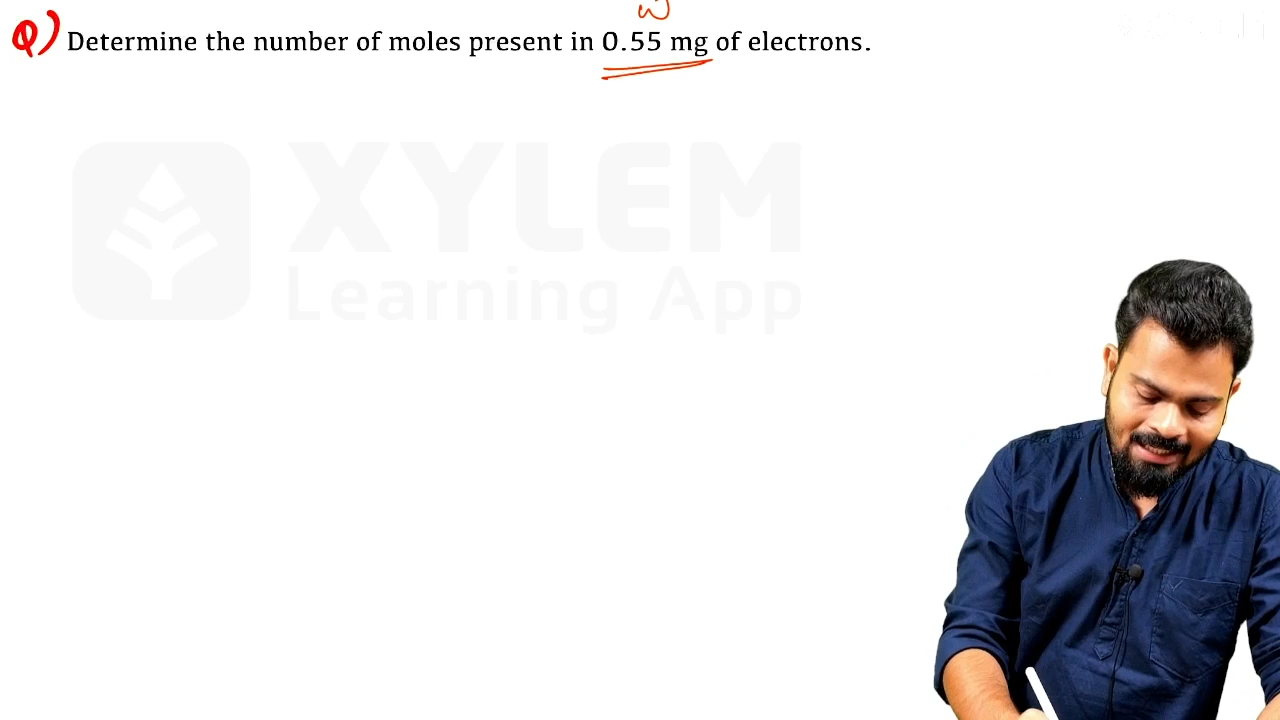 w
Q) Determine the number of moles present in 0.55 mg of electrons.
XYLEM
Learning App